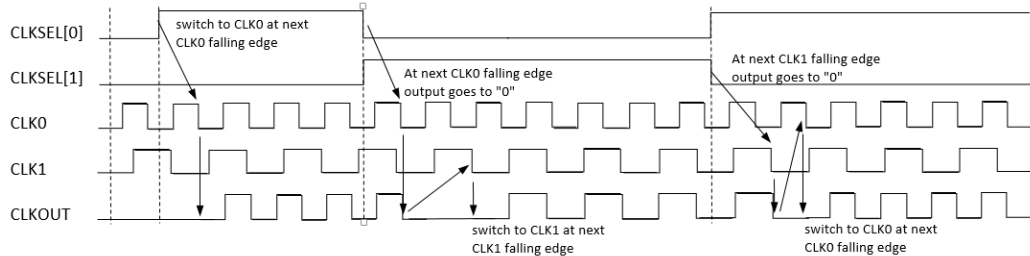 CLKSEL[0]
switch to CLK0 at next
CLK0 falling edge
CLKSEL[1]
At next CLK0 falling edge
output goes to "0"
At next CLK1 falling edge
output goes to "0"
CLK0
CLK1
CLKOUT
switch to CLK1 at next
CLK1 falling edge
switch to CLK0 at next
CLK0 falling edge